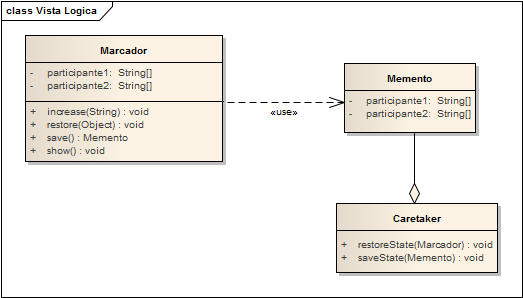 class Vista Logica
Marcador
- participante1: String[]
- participante2: String[]
+ increase(String) : void
+ restore(Object) : void
+ save() : Memento
+ show() : void
«use»
Memento
- participante1: String[]
- participante2: String[]
Caretaker
+ restoreState(Marcador) : void
+ saveState(Memento) : void